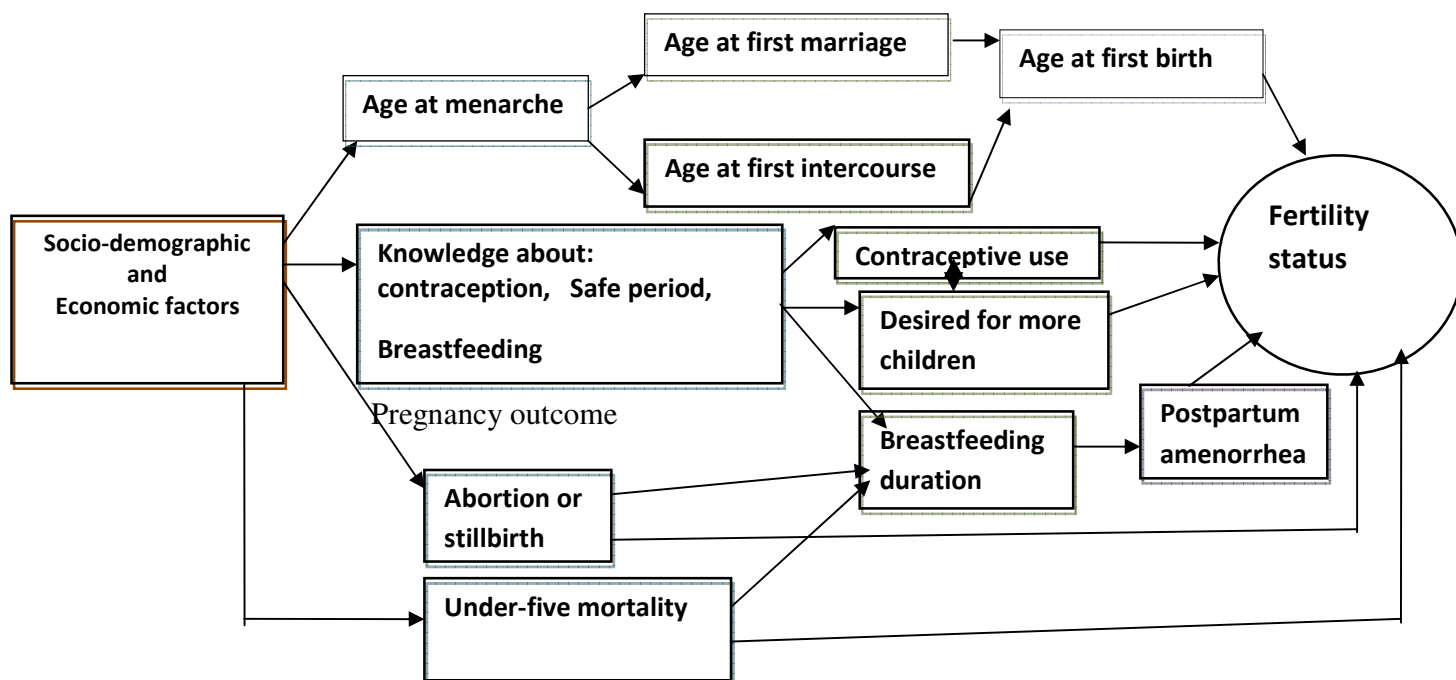 Age at first marriage
Age at first birth
Age at menarche
Age at first intercourse
Socio-demographic
and
Economic factors
Knowledge about:
contraception, Safe period,
Breastfeeding
Contraceptive use
Desired for more
children
Fertility
status
Pregnancy outcome
Breastfeeding
duration
Postpartum
amenorrhea
Abortion or
stillbirth
Under-five mortality